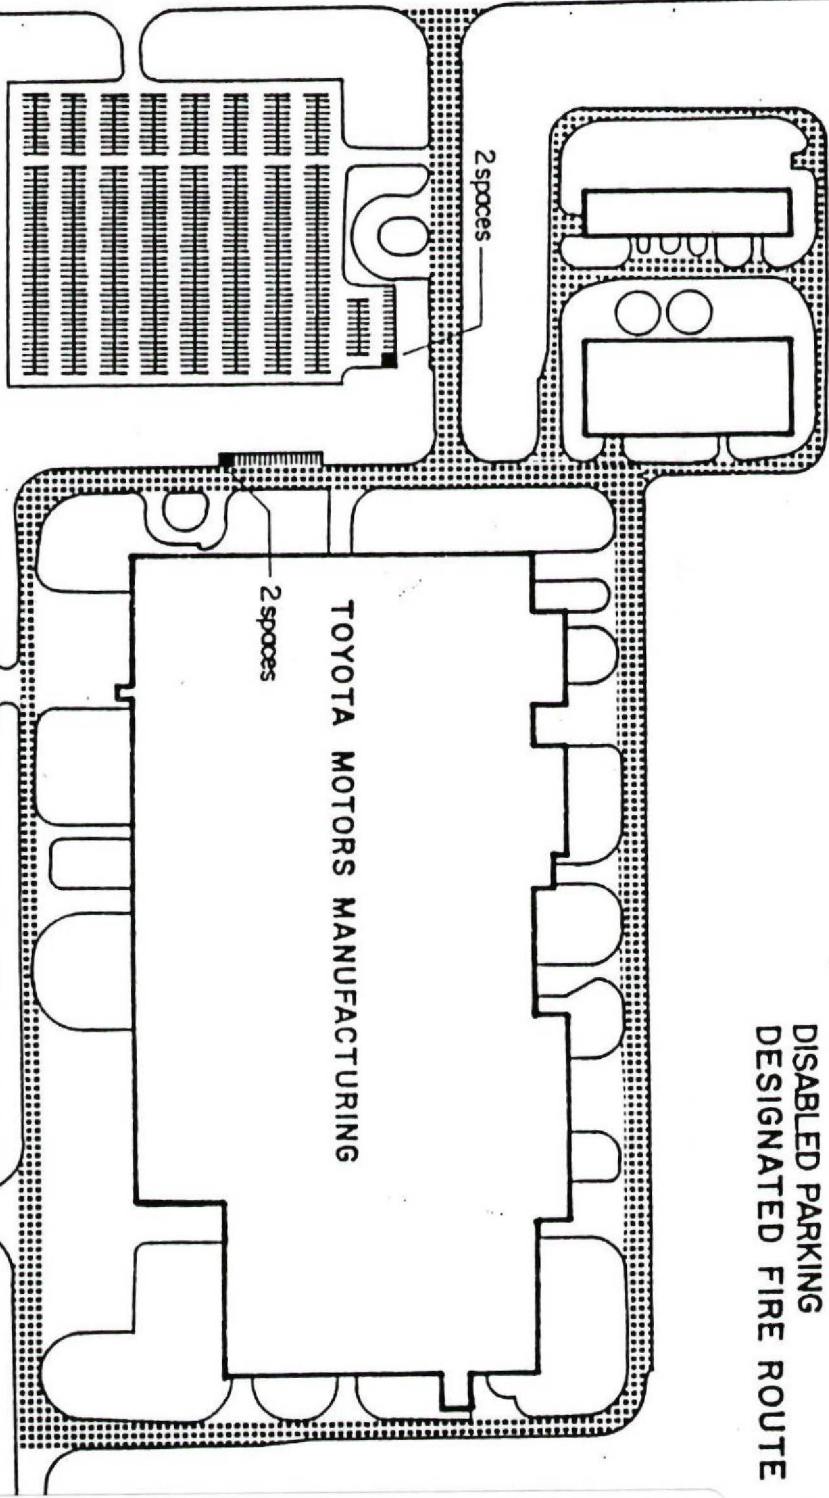 DISABLED PARKING
DESIGNATED FIRE ROUTE
2 spaces
2 spaces
TOYOTA MOTORS MANUFACTURING